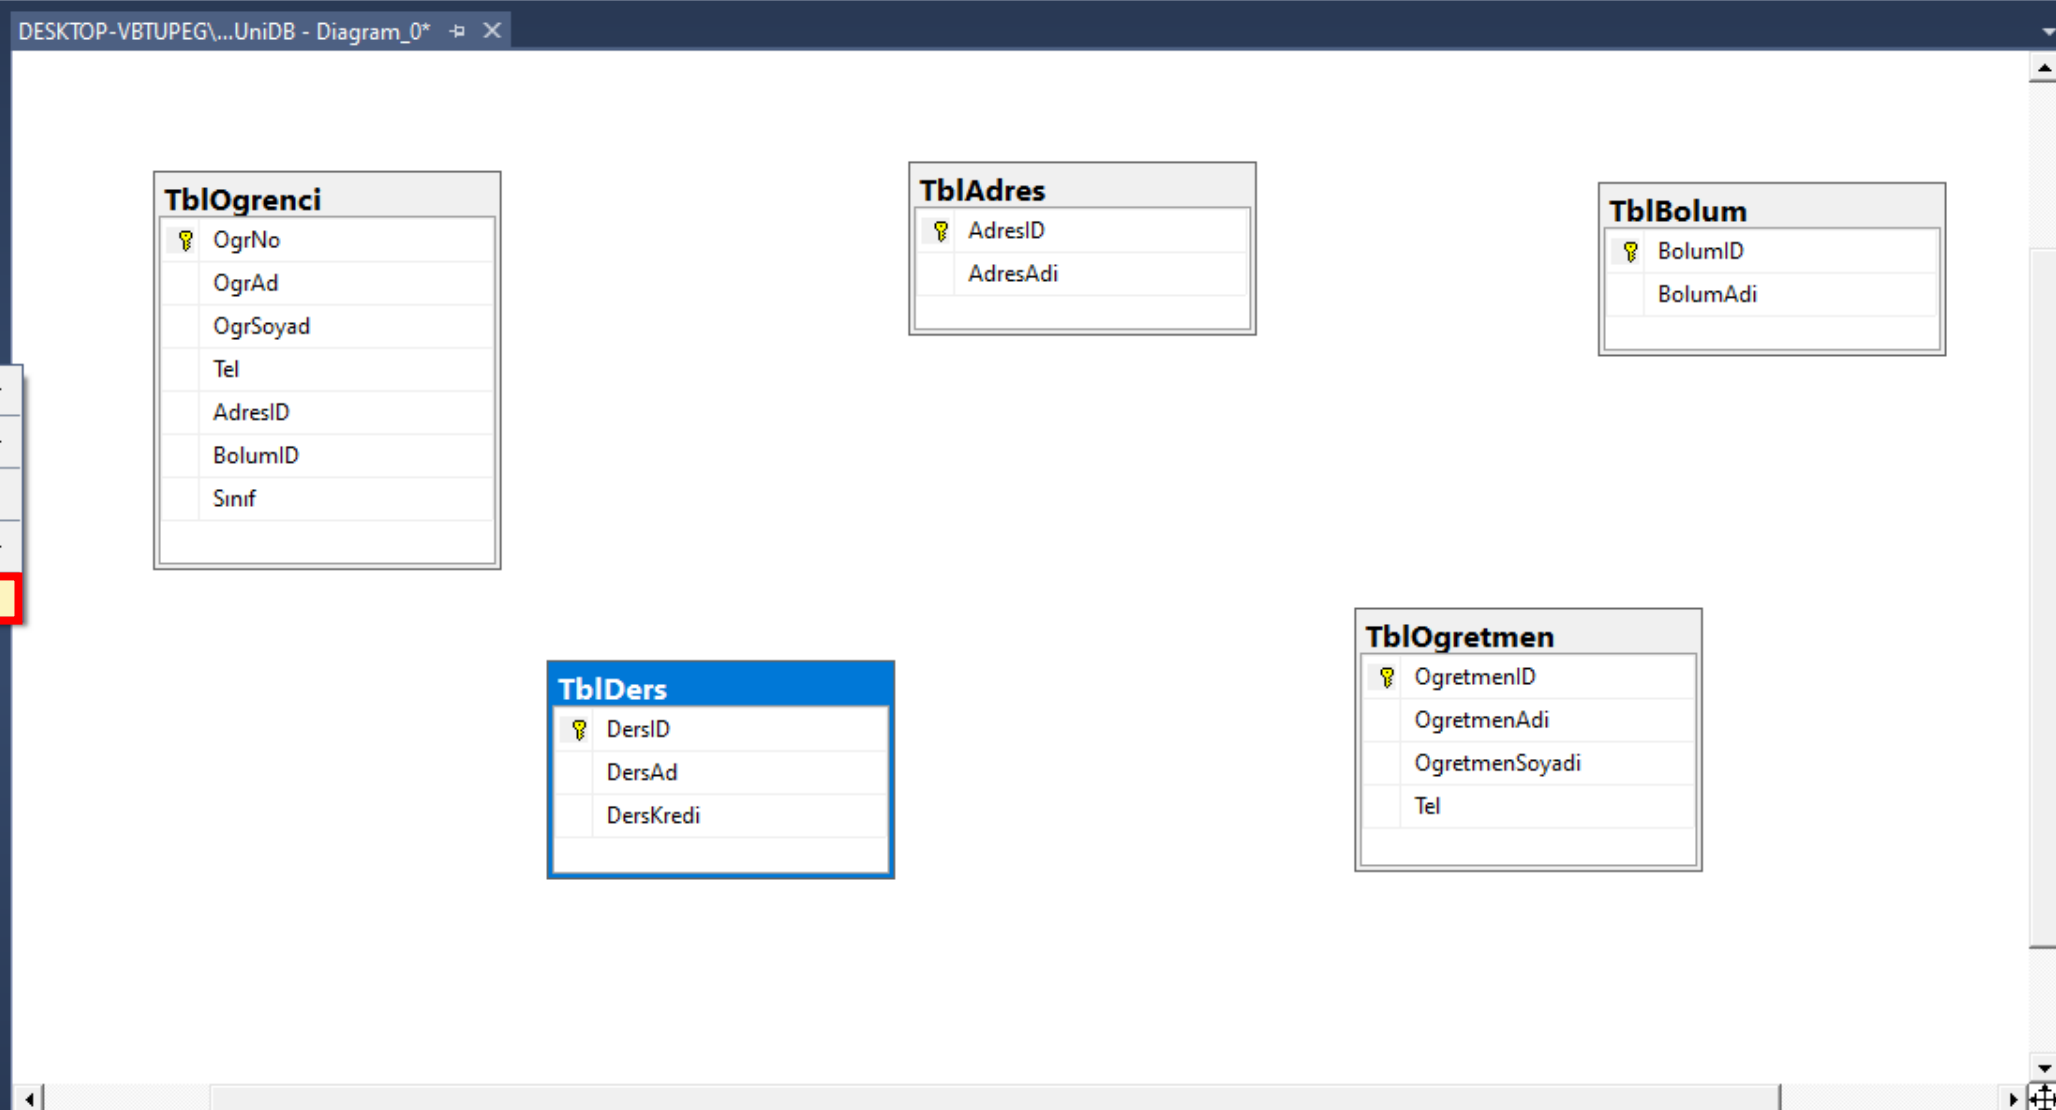 DESKTOP-VBTUPEG\...UniDB - Diagram_0*
TblOgrenci
OgrNo
OgrAd
OgrSoyad
Tel
AdresID
BolumID
Sınıf
TblAdres
AdresID
AdresAdi
TblBolum
BolumID
BolumAdi
TblDers
DersID
DersAd
DersKredi
TblOgretmen
OgretmenID
OgretmenAdi
OgretmenSoyadi
Tel